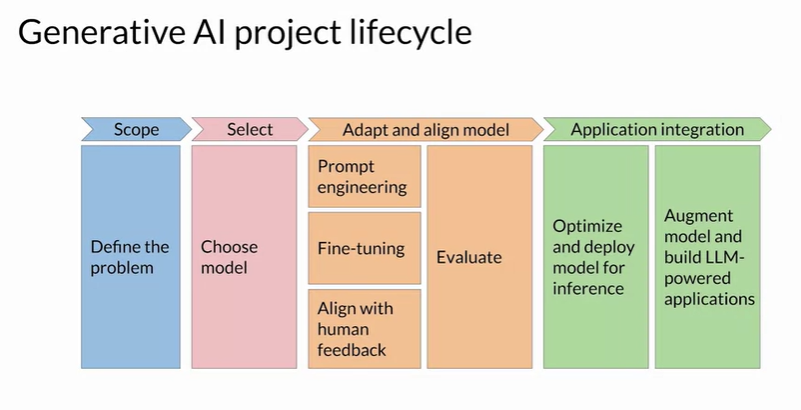 Generative AI project lifecycle
Scope
Select
Adapt and align model
Application integration
Define the
problem
Choose
model
Prompt
engineering
Fine-tuning
Align with
human
feedback
Evaluate
Optimize
and deploy
model for
inference
Augment
model and
build LLM-
powered
applications